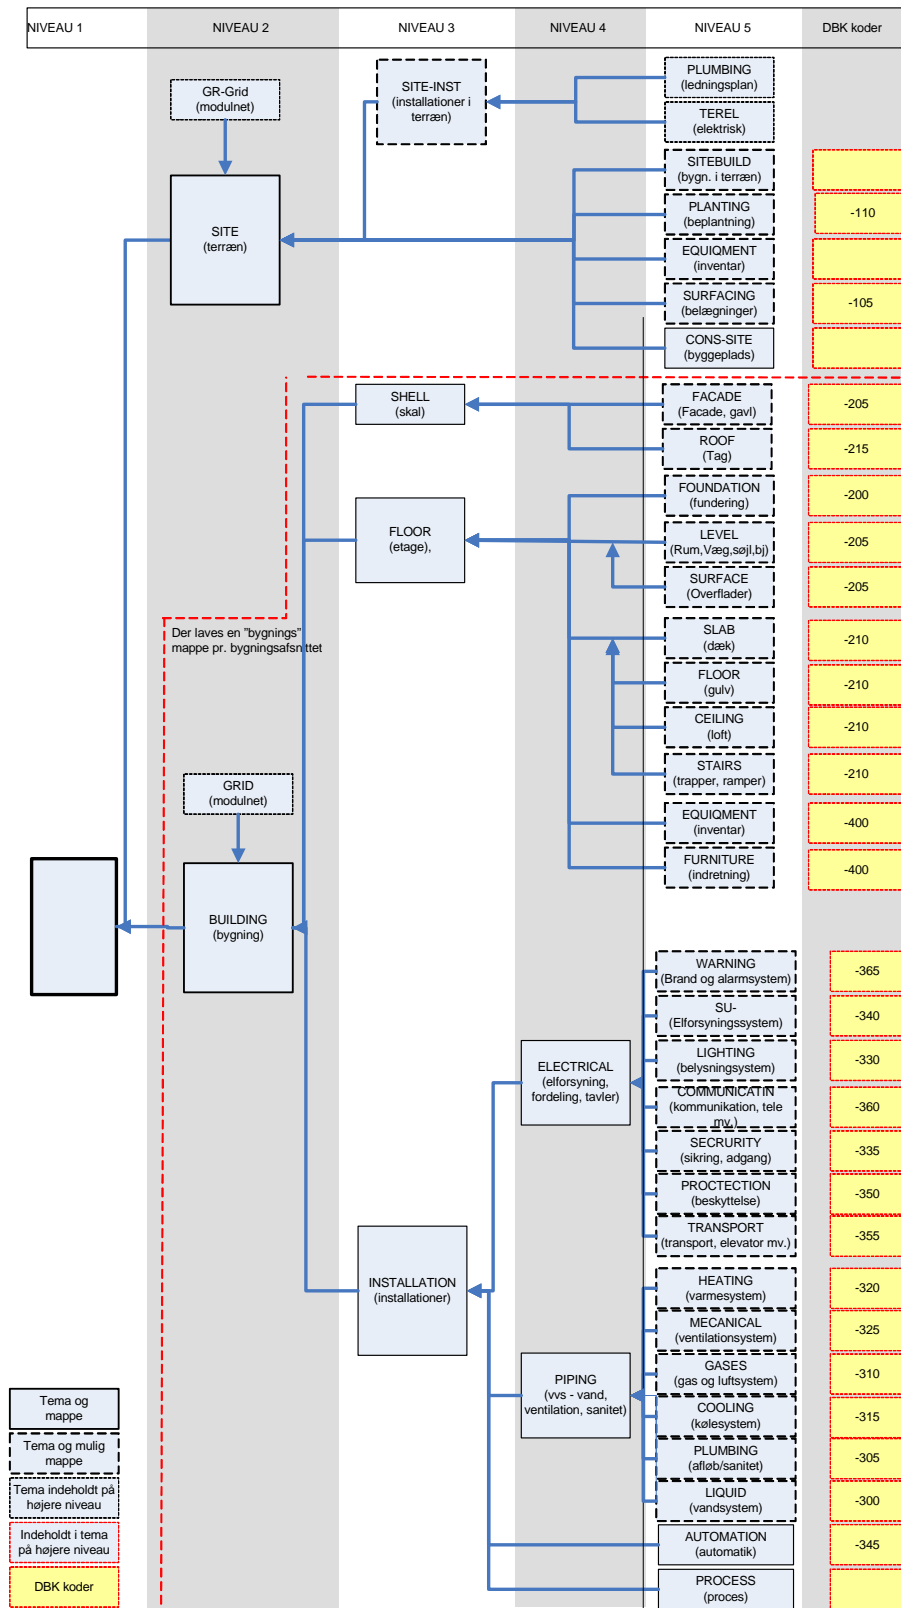 NIVEAU 1
NIVEAU 2
NIVEAU 3
NIVEAU 4
NIVEAU 5
DBK koder
GR-Grid
(modulnet)
SITE-INST
(installationer i
terræn)
PLUMBING
(ledningsplan)
TEREL
(elektrisk)
SITE
(terræn)
SITEBUILD
(bygn. i terræn)
PLANTING
(beplantning)
-110
EQUIQMENT
(inventar)
SURFACING
(belægninger)
-105
CONS-SITE
(byggeplads)
SHELL
(skal)
FACADE
(Facade, gavl)
-205
ROOF
(Tag)
-215
FLOOR
(etage),
FOUNDATION
(fundering)
-200
LEVEL
(Rum,Væg,søjl,bj)
-205
SURFACE
(Overflader)
-205
Der laves en "bygnings"
mappe pr. bygningsafsnittet
SLAB
(dæk)
-210
FLOOR
(gulv)
-210
CEILING
(loft)
-210
STAIRS
(trapper, ramper)
-210
GRID
(modulnet)
EQUIQMENT
(inventar)
-400
FURNITURE
(indretning)
-400
BUILDING
(bygning)
WARNING
(Brand og alarmsystem)
-365
SU-
(Elforsyningssystem)
-340
ELECTRICAL
(elforsyning,
fordeling, tavler)
LIGHTING
(belysningsystem)
-330
COMMUNICATIN
(kommunikation, tele
mv.)
-360
SECRURITY
(sikring, adgang)
-335
PROCTECTION
(beskyttelse)
-350
TRANSPORT
(transport, elevator mv.)
-355
INSTALLATION
(installationer)
HEATING
(varmesystem)
-320
MECANICAL
(ventilationsystem)
-325
PIPING
(vvs - vand,
ventilation, sanitet)
GASES
(gas og luftsystem)
-310
COOLING
(kølesystem)
-315
PLUMBING
(afløb/sanitet)
-305
LIQUID
(vandsystem)
-300
AUTOMATION
(automatik)
-345
PROCESS
(proces)
Tema og
mappe
Tema og mulig
mappe
Tema indeholdt på
højere niveau
Indeholdt i tema
på højere niveau
DBK koder